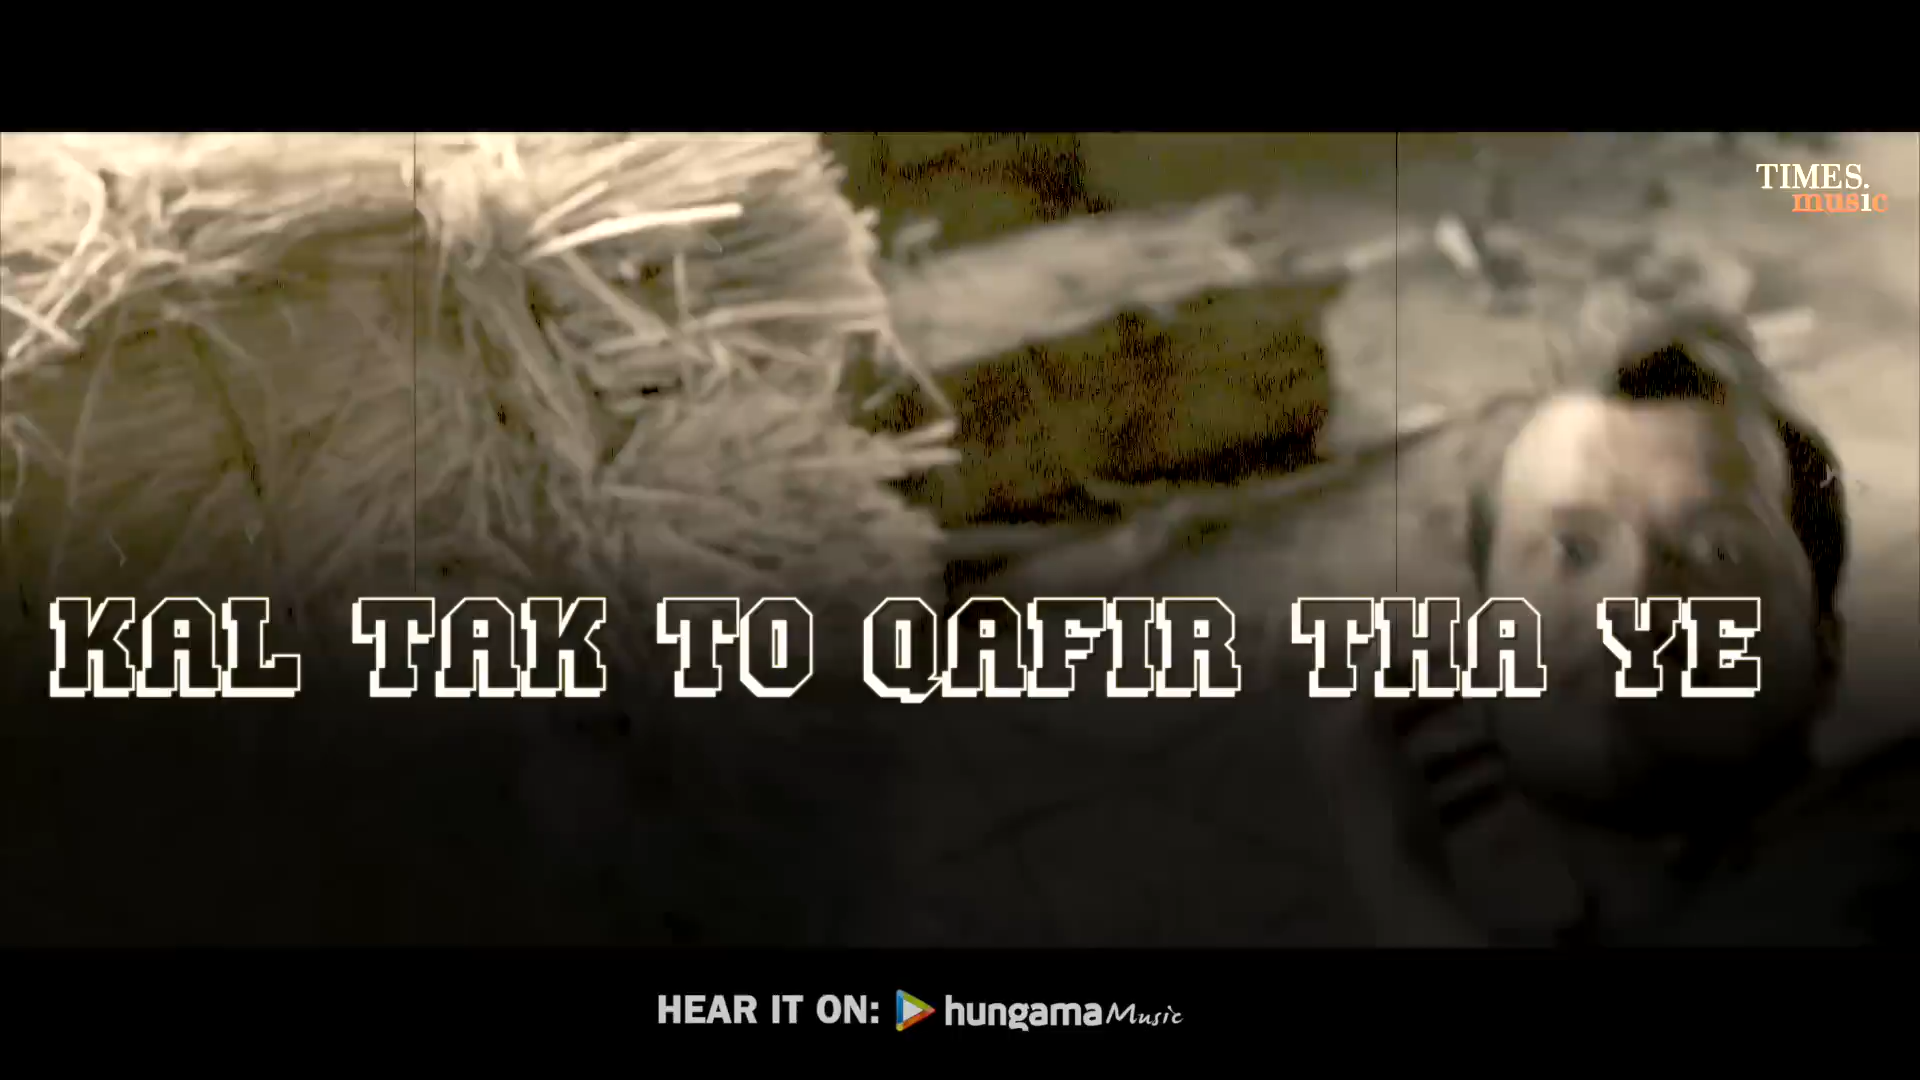 TIMES.
music
KAL TAK TO QAFIR THA YE
HEAR IT ON: hungama Music